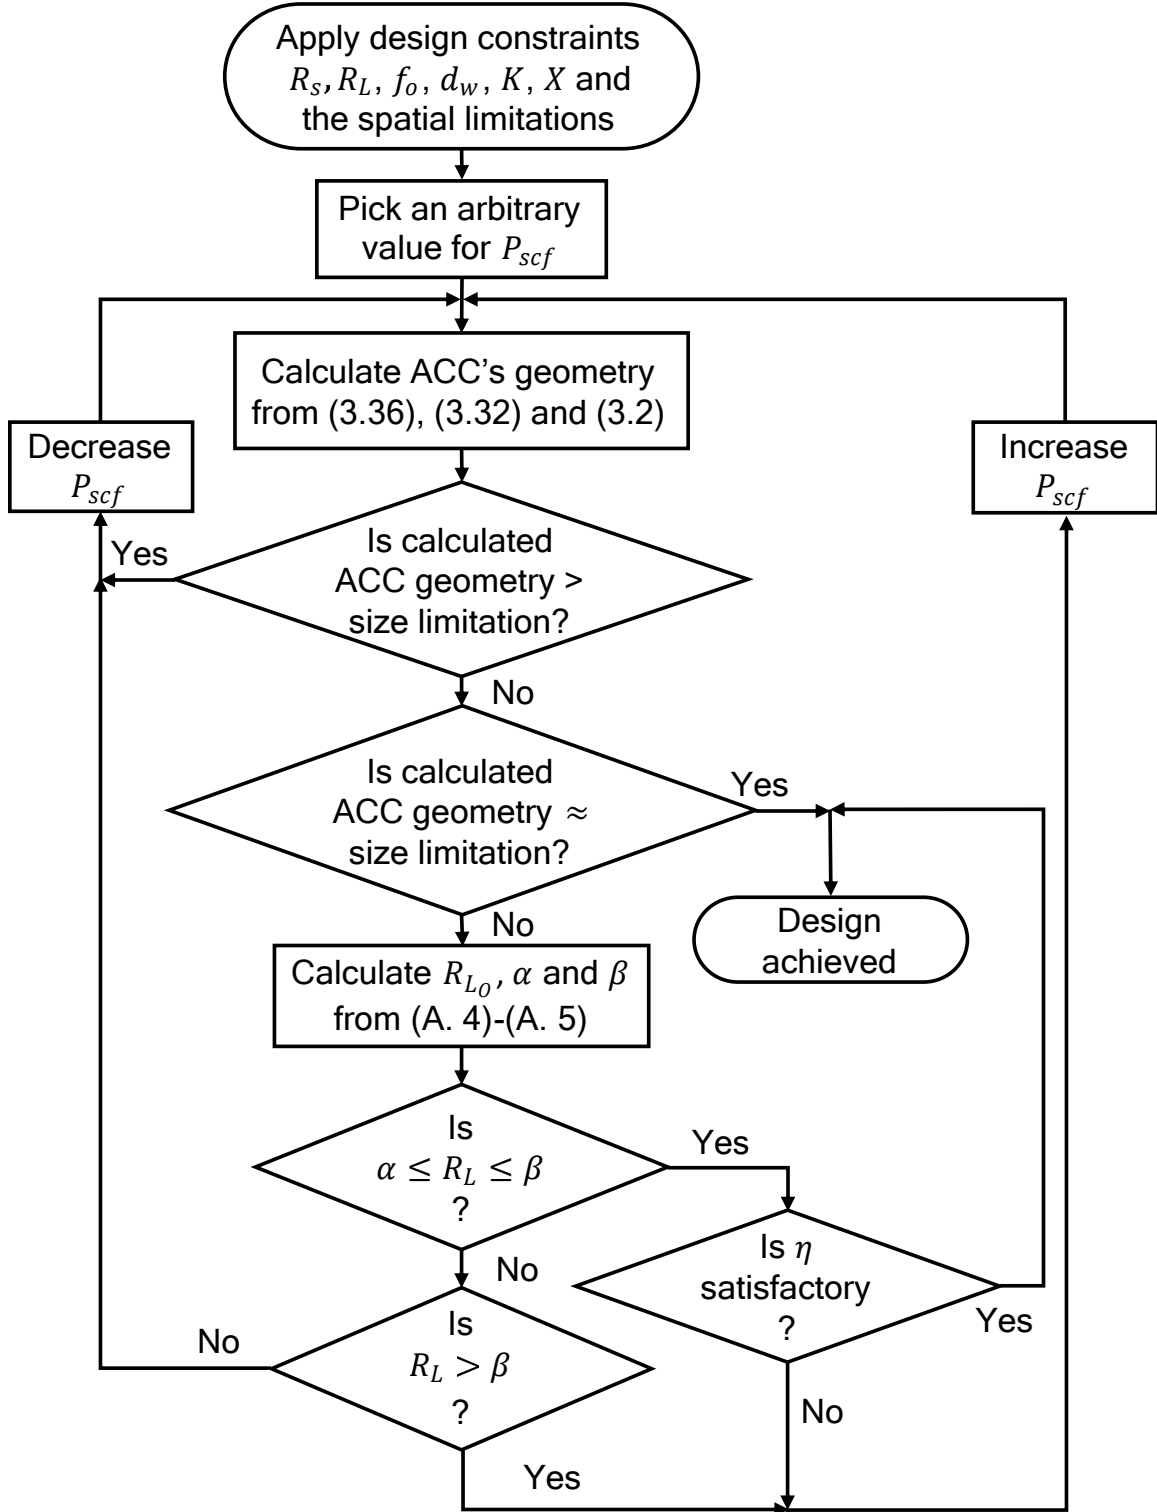 Apply design constraints
R_s, R_L, f_o, d_w, K, X and
the spatial limitations
Pick an arbitrary
value for P_scf
Calculate ACC's geometry
from (3.36), (3.32) and (3.2)
Decrease
P_scf
Increase
P_scf
Yes
Is calculated
ACC geometry >
size limitation?
No
Is calculated
ACC geometry ≈
size limitation?
Yes
No
Design
achieved
Calculate R_{L_O}, α and β
from (A. 4)-(A. 5)
Is
α ≤ R_L ≤ β
?
Yes
No
Is η
satisfactory
?
Yes
No
Is
R_L > β
?
No
Yes